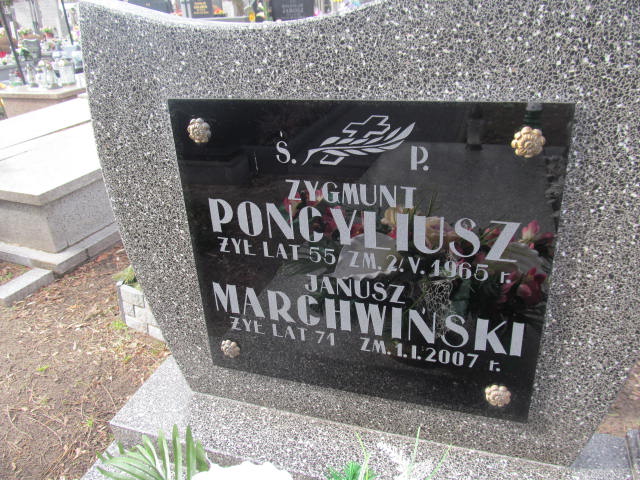 Ś. P.
ZYGMUNT
PONCYLIUSZ
ŻYŁ LAT 55 ZM. 2.V.1965 r.
JANUSZ
MARCHWIŃSKI
ŻYŁ LAT 71 ZM. 1.I.2007 r.